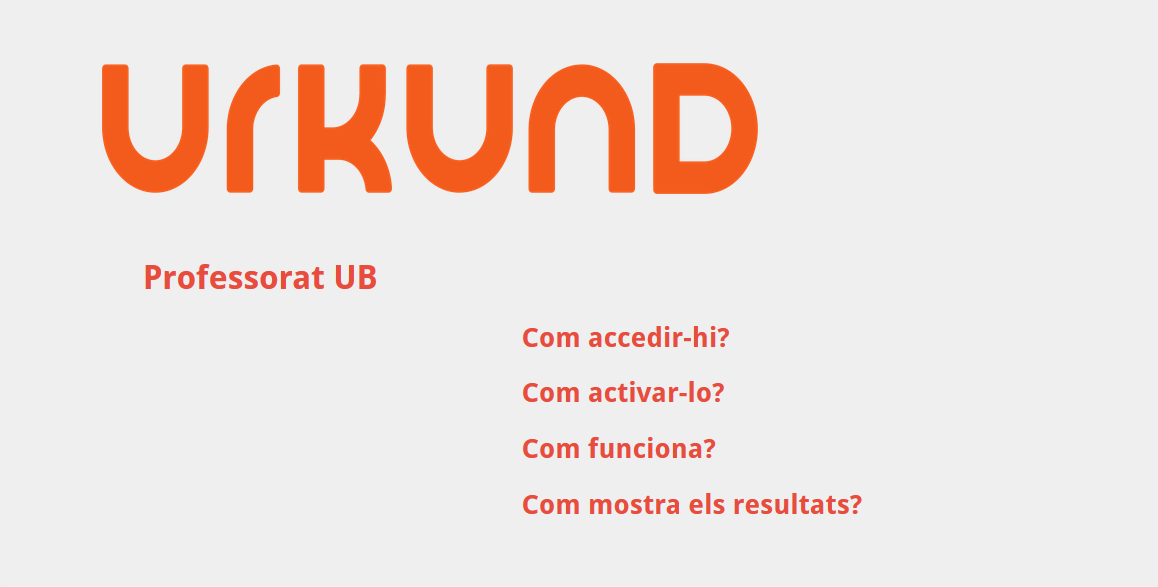 URKUND
Professorat UB
Com accedir-hi?
Com activar-lo?
Com funciona?
Com mostra els resultats?